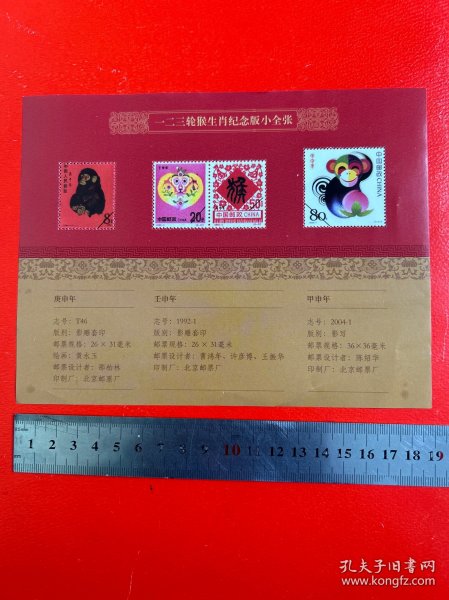 一二三轮猴生肖纪念版小全张
8分
20分
中国邮政 CHINA
猴
50分
中国邮政 CHINA
80分
中国邮政 CHINA
庚申年
志号：T46
版别：影雕套印
邮票规格：26×31毫米
绘画：黄永玉
邮票设计者：邵柏林
印制厂：北京邮票厂
壬申年
志号：1992-1
版别：影雕套印
邮票规格：26×31毫米
邮票设计者：曹鸿年、许彦博、王振华
印制厂：北京邮票厂
甲申年
志号：2004-1
版别：影写
邮票规格：36×36毫米
邮票设计者：陈绍华
印制厂：北京邮票厂
1 2 3 4 5 6 7 8 9 10 11 12 13 14 15 16 17 18 19
孔夫子旧书网
www.kongfz.com